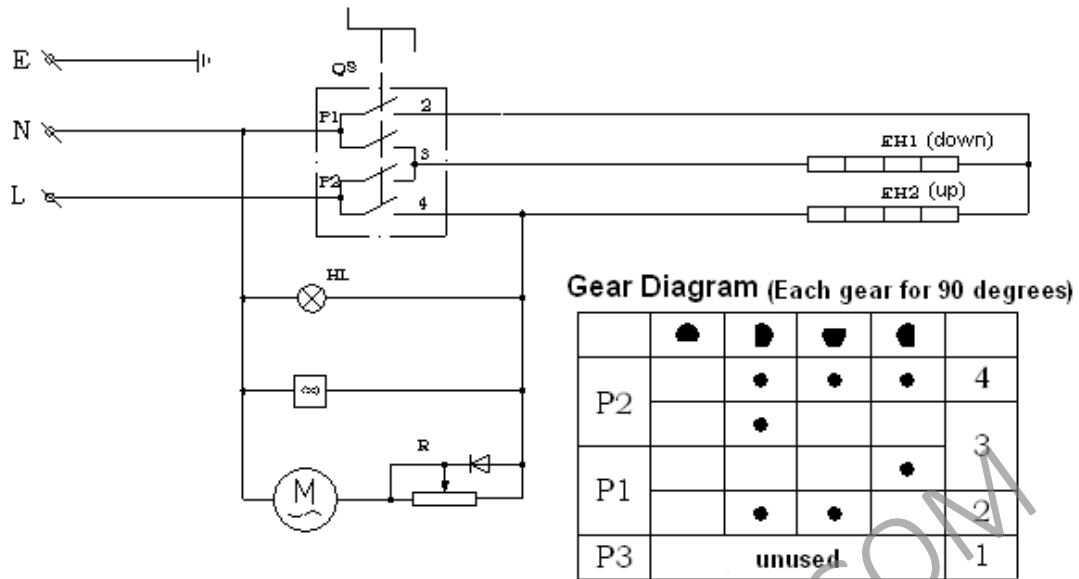 E
QS
N
P1
2
3
P2
L
4
EH1 (down)
EH2 (up)
HL
R
M
Gear Diagram (Each gear for 90 degrees)
P2
4
3
P1
2
P3 unused 1
COM